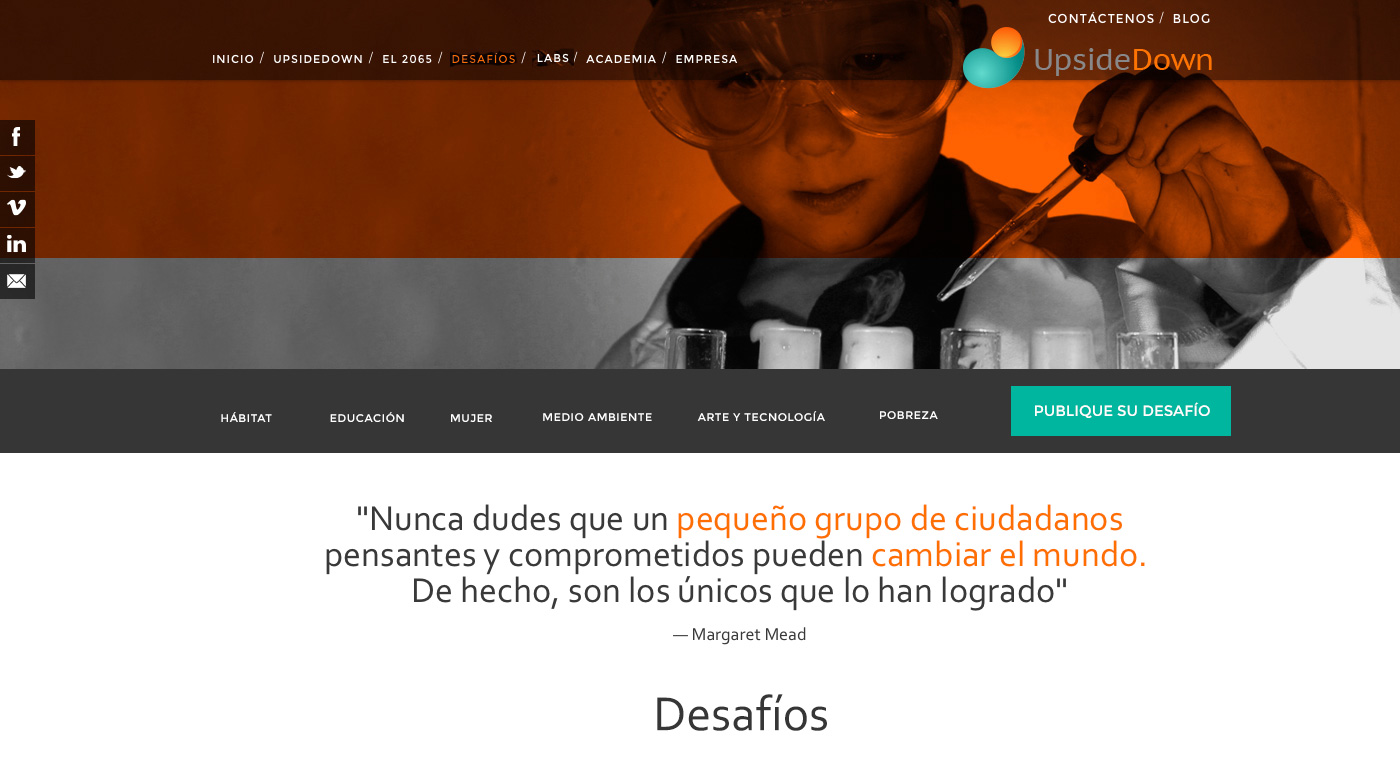 CONTÁCTENOS / BLOG
INICIO / UPSIDEDOWN / EL 2065 / DESAFÍOS / LABS / ACADEMIA / EMPRESA
UpsideDown
HÁBITAT EDUCACIÓN MUJER MEDIO AMBIENTE ARTE Y TECNOLOGÍA POBREZA PUBLIQUE SU DESAFÍO
"Nunca dudes que un pequeño grupo de ciudadanos
pensantes y comprometidos pueden cambiar el mundo.
De hecho, son los únicos que lo han logrado"
— Margaret Mead
Desafíos